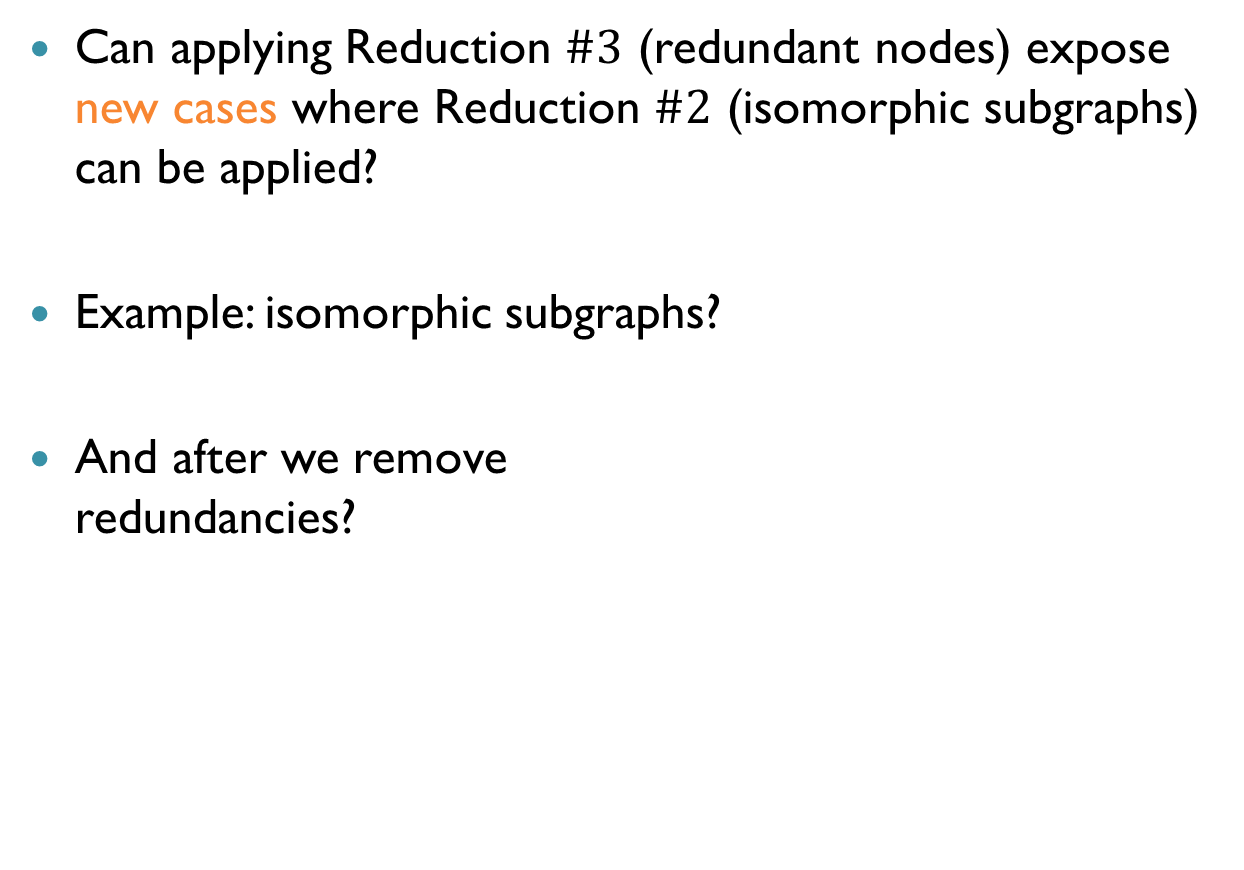 • Can applying Reduction #3 (redundant nodes) expose
new cases where Reduction #2 (isomorphic subgraphs)
can be applied?
• Example: isomorphic subgraphs?
• And after we remove
redundancies?